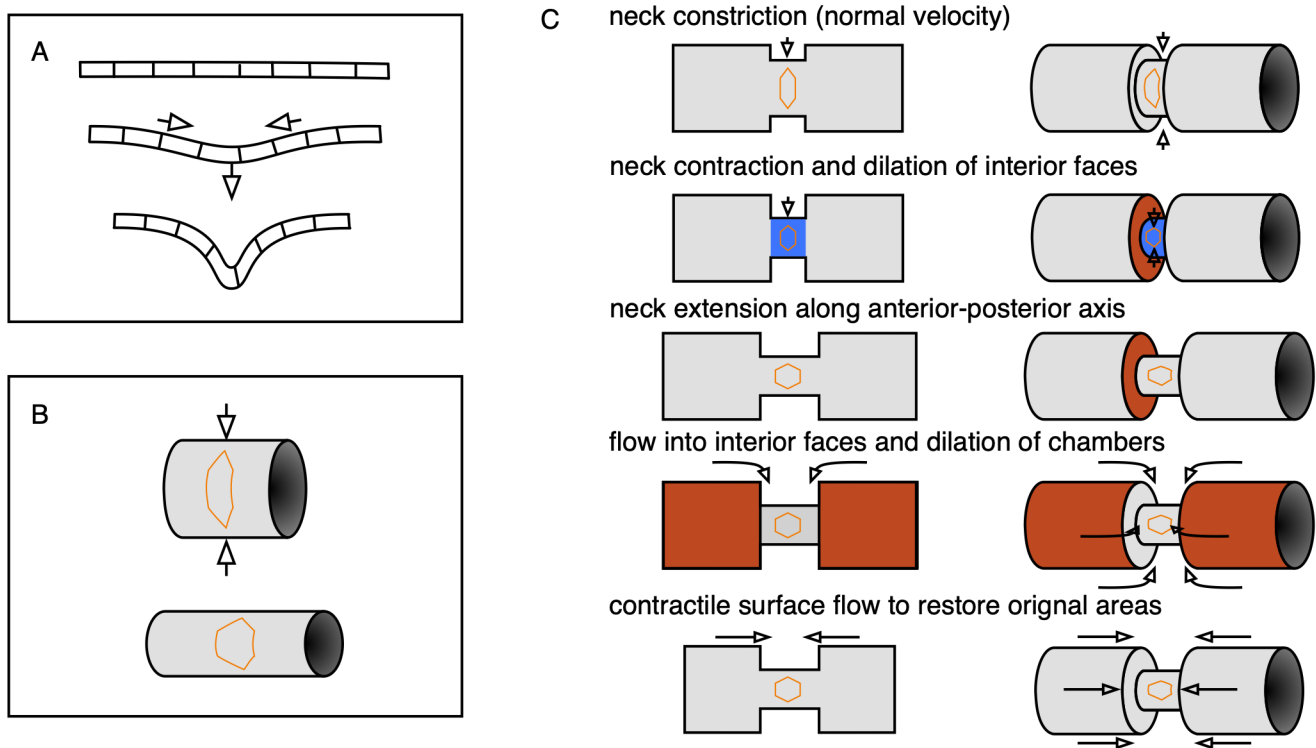 A
B
C
neck constriction (normal velocity)
neck contraction and dilation of interior faces
neck extension along anterior-posterior axis
flow into interior faces and dilation of chambers
contractile surface flow to restore orignal areas